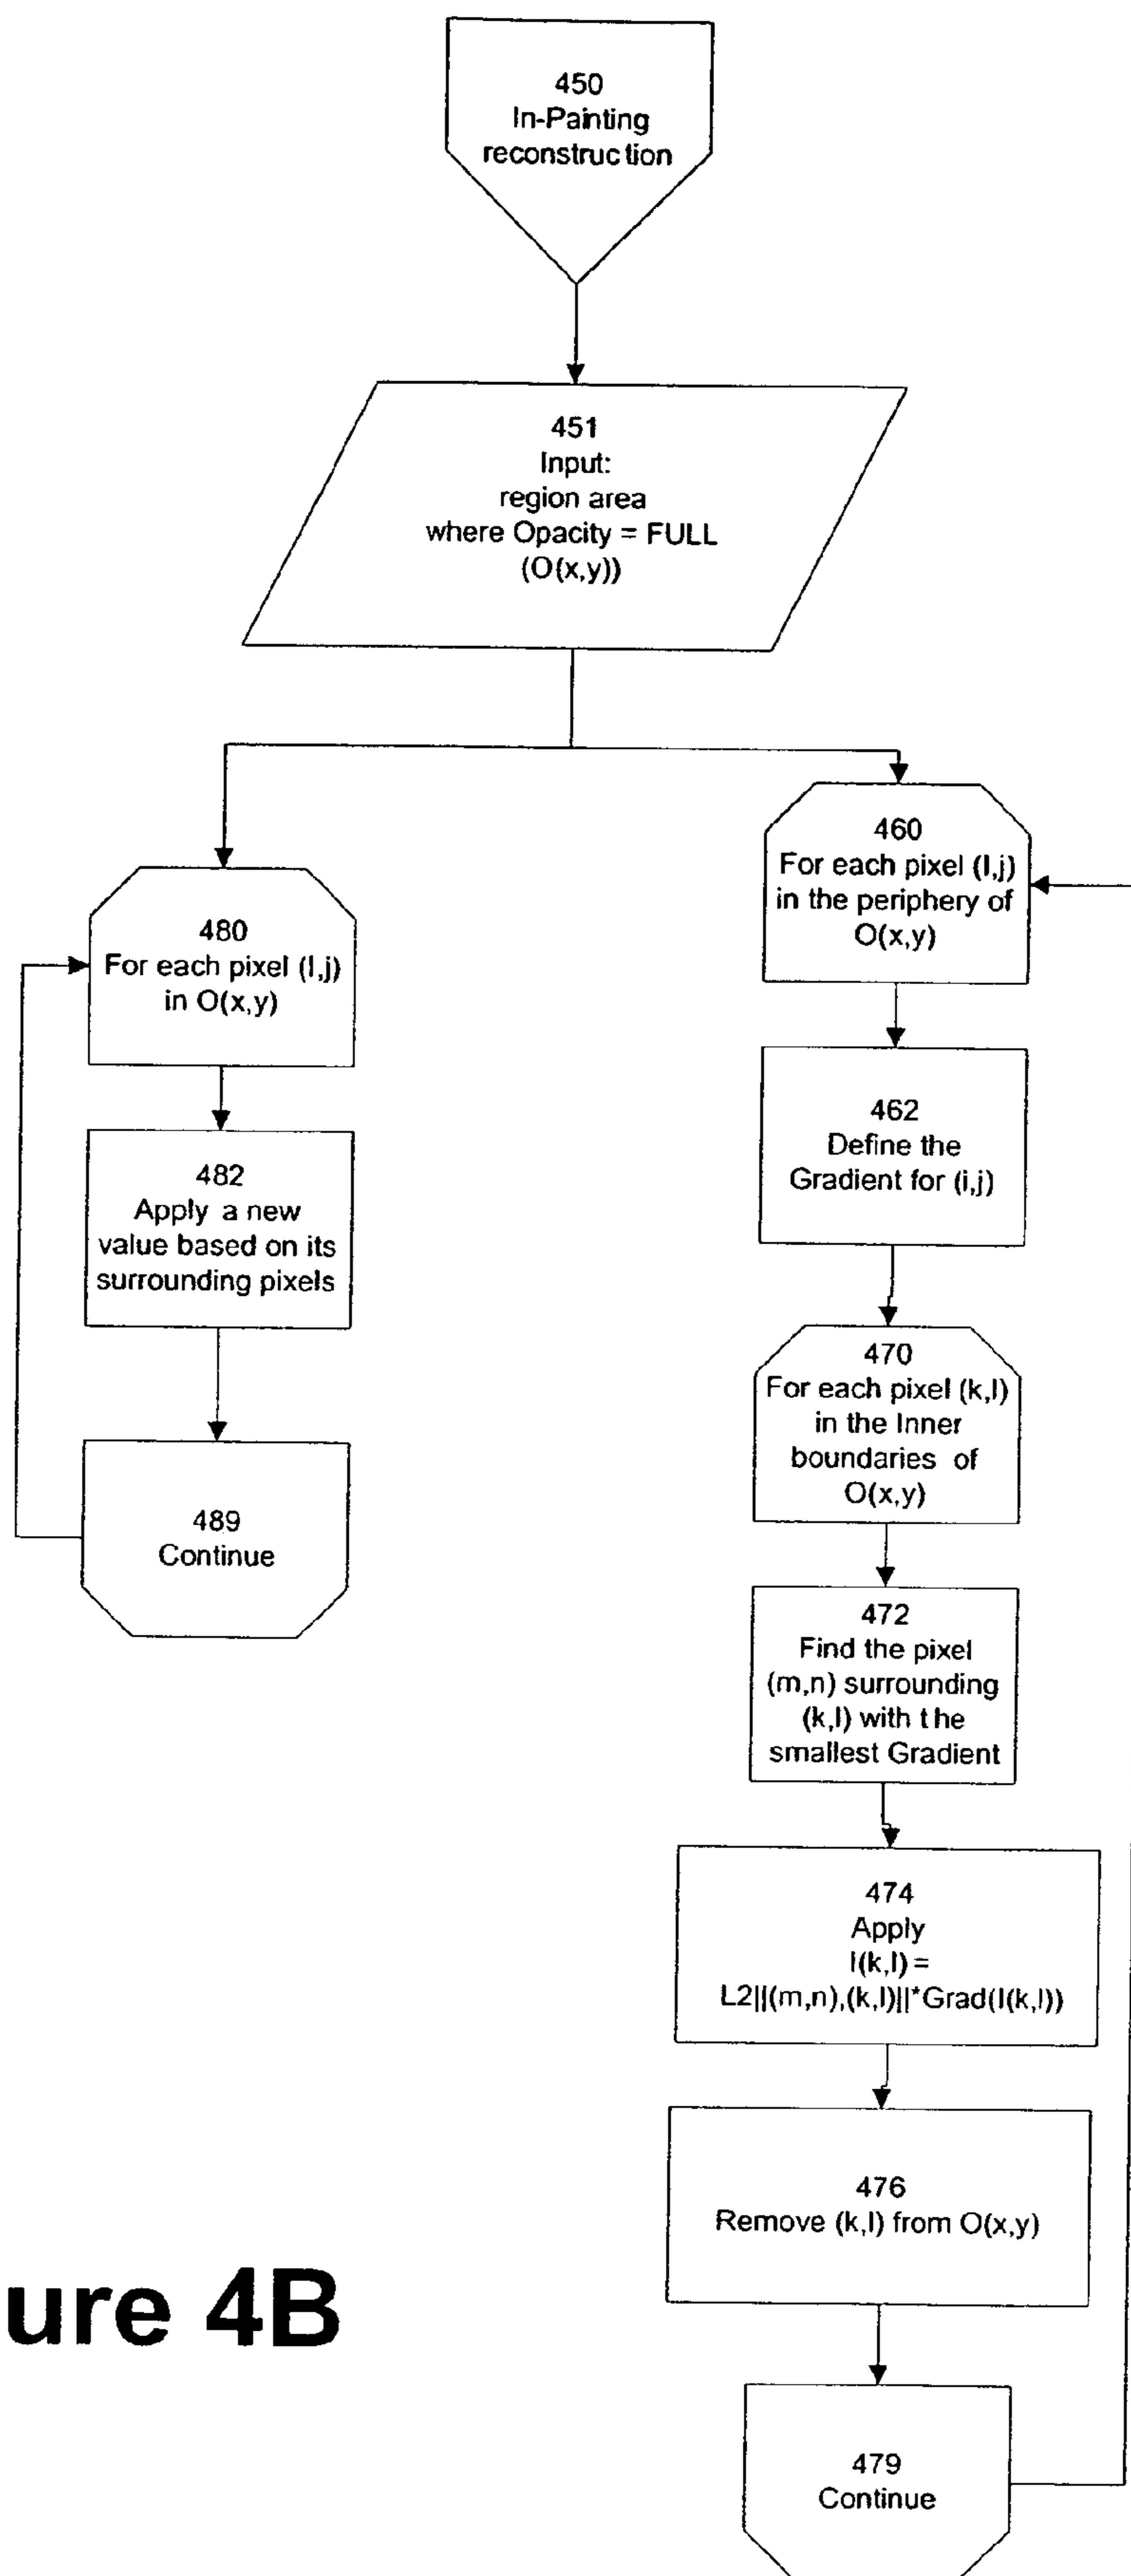 450
In-Painting
reconstruction
451
Input:
region area
where Opacity = FULL
(O(x,y))
480
For each pixel (I,j)
in O(x,y)
482
Apply a new
value based on its
surrounding pixels
489
Continue
460
For each pixel (I,j)
in the periphery of
O(x,y)
462
Define the
Gradient for (i,j)
470
For each pixel (k,l)
in the Inner
boundaries of
O(x,y)
472
Find the pixel
(m,n) surrounding
(k,l) with the
smallest Gradient
474
Apply
I(k,l) =
L2||(m,n),(k,l)||*Grad(I(k,l))
476
Remove (k,l) from O(x,y)
479
Continue
ure 4B